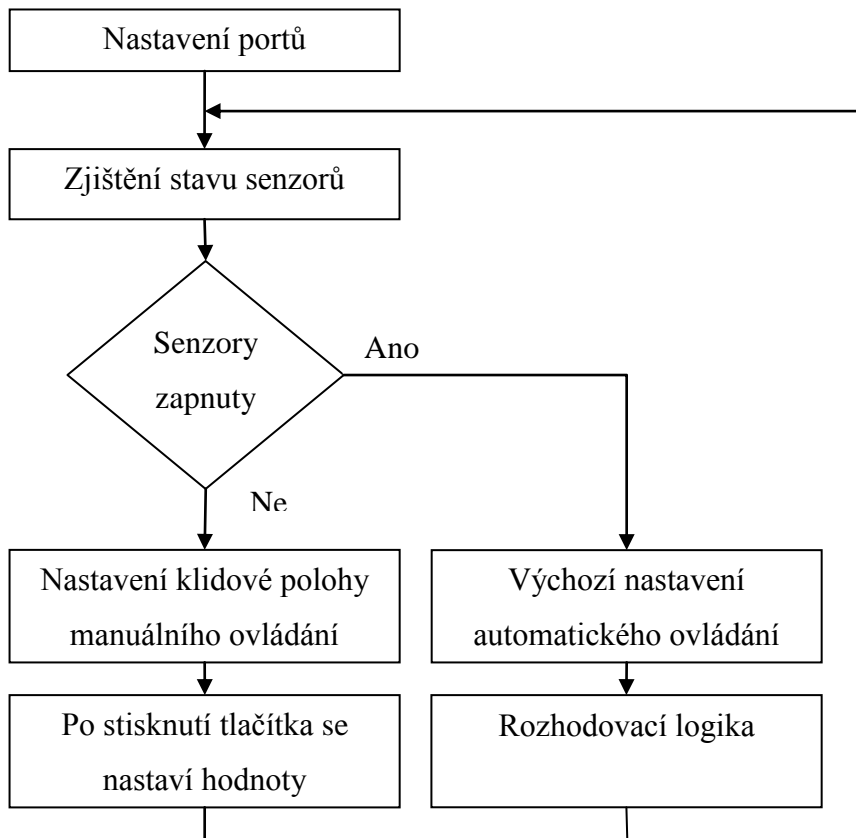 Nastavení portů
Zjištění stavu senzorů
Senzory
zapnuty
Ano
Ne
Nastavení klidové polohy
manuálního ovládání
Výchozí nastavení
automatického ovládání
Po stisknutí tlačítka se
nastaví hodnoty
Rozhodovací logika